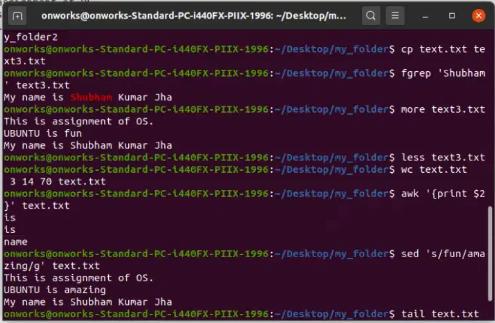 onworks@onworks-Standard-PC-i440FX-PIIX-1996: ~/Desktop/m...
y_folder2
onworks@onworks-Standard-PC-i440FX-PIIX-1996:~/Desktop/my_folder$ cp text.txt te
xt3.txt
onworks@onworks-Standard-PC-i440FX-PIIX-1996:~/Desktop/my_folder$ fgrep 'Shubham
' text3.txt
My name is Shubham Kumar Jha
onworks@onworks-Standard-PC-i440FX-PIIX-1996:~/Desktop/my_folder$ more text3.txt
This is assignment of OS.
UBUNTU is fun
My name is Shubham Kumar Jha
onworks@onworks-Standard-PC-i440FX-PIIX-1996:~/Desktop/my_folder$ less text3.txt
onworks@onworks-Standard-PC-i440FX-PIIX-1996:~/Desktop/my_folder$ wc text.txt
3 14 70 text.txt
onworks@onworks-Standard-PC-i440FX-PIIX-1996:~/Desktop/my_folder$ awk '{print $2
}' text.txt
is
is
name
onworks@onworks-Standard-PC-i440FX-PIIX-1996:~/Desktop/my_folder$ sed 's/fun/ama
zing/g' text.txt
This is assignment of OS.
UBUNTU is amazing
My name is Shubham Kumar Jha
onworks@onworks-Standard-PC-i440FX-PIIX-1996:~/Desktop/my_folder$ tail text.txt